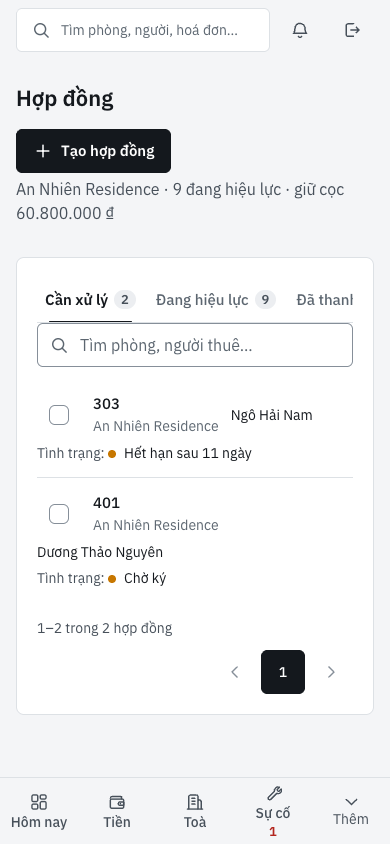 Tìm phòng, người, hoá đơn...
Hợp đồng
Tạo hợp đồng
An Nhiên Residence · 9 đang hiệu lực · giữ cọc
60.800.000 ₫
Cần xử lý 2 Đang hiệu lực 9 Đã thanh
Tìm phòng, người thuê...
303
An Nhiên Residence
Ngô Hải Nam
Tình trạng: Hết hạn sau 11 ngày
401
An Nhiên Residence
Dương Thảo Nguyên
Tình trạng: Chờ ký
1–2 trong 2 hợp đồng
1
Hôm nay Tiền Toà Sự cố Thêm
1